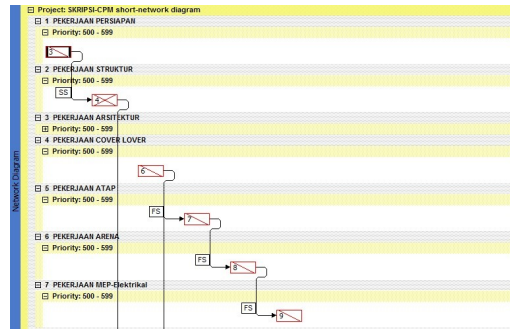 Project: SKRIPSI-CPM short-network diagram
1 PEKERJAAN PERSIAPAN
Priority: 500 - 599
3
2 PEKERJAAN STRUKTUR
Priority: 500 - 599
SS
4
3 PEKERJAAN ARSITEKTUR
Priority: 500 - 599
4 PEKERJAAN COVER LOVER
Priority: 500 - 599
6
5 PEKERJAAN ATAP
Priority: 500 - 599
FS
7
6 PEKERJAAN ARENA
Priority: 500 - 599
FS
8
7 PEKERJAAN MEP-Elektrikal
Priority: 500 - 599
FS
9
Network Diagram